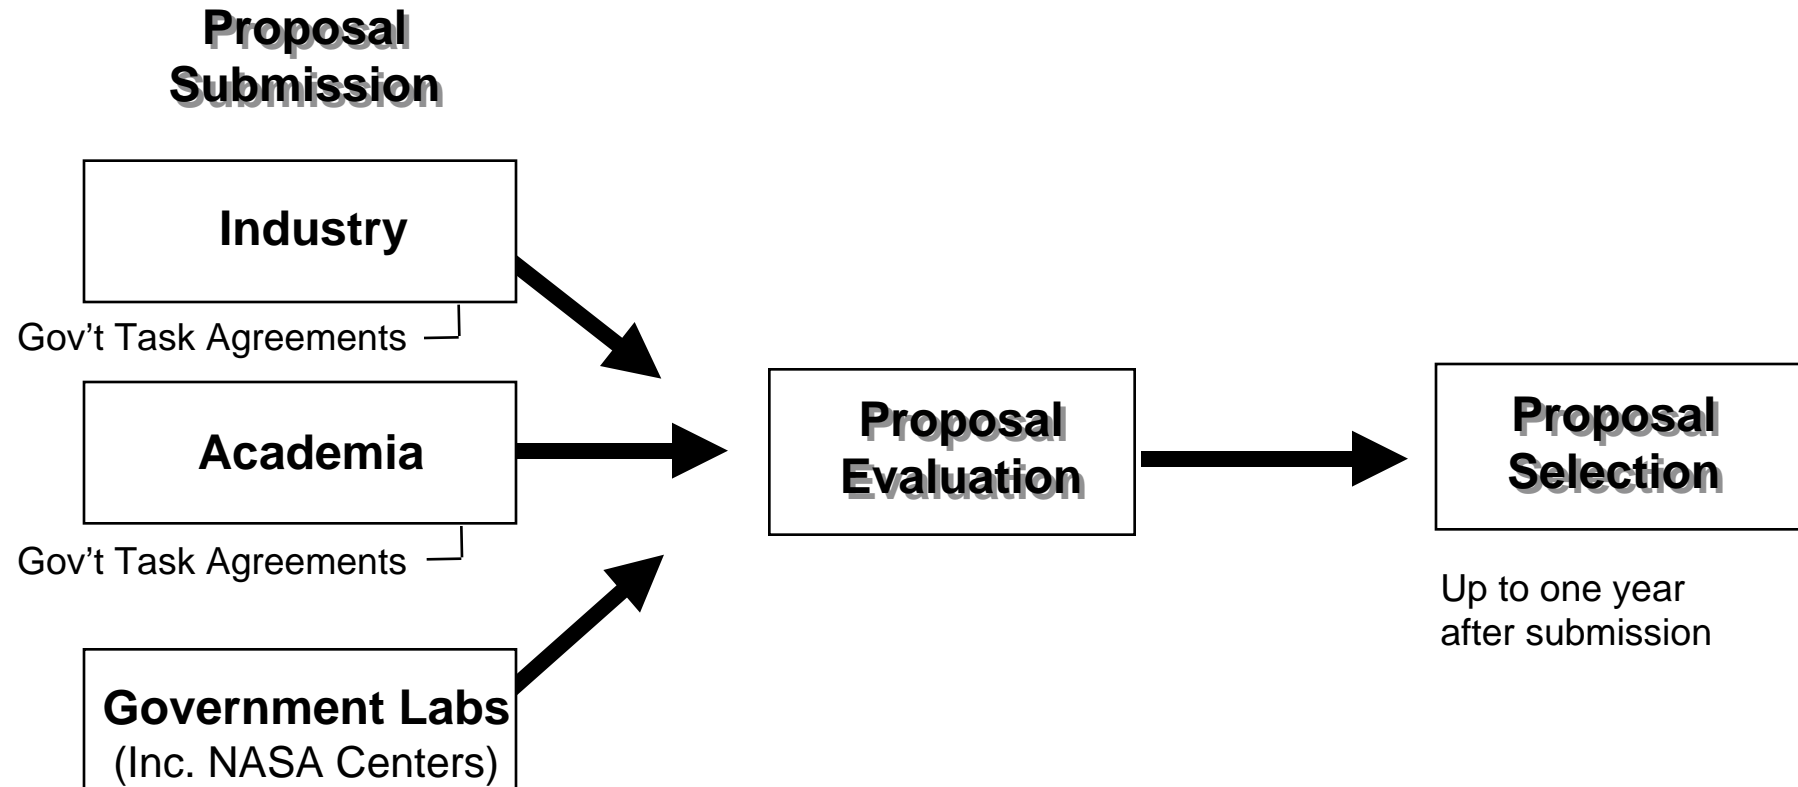 Proposal
Submission
Industry
Gov't Task Agreements
Academia
Gov't Task Agreements
Government Labs
(Inc. NASA Centers)
Proposal
Evaluation
Proposal
Selection
Up to one year
after submission